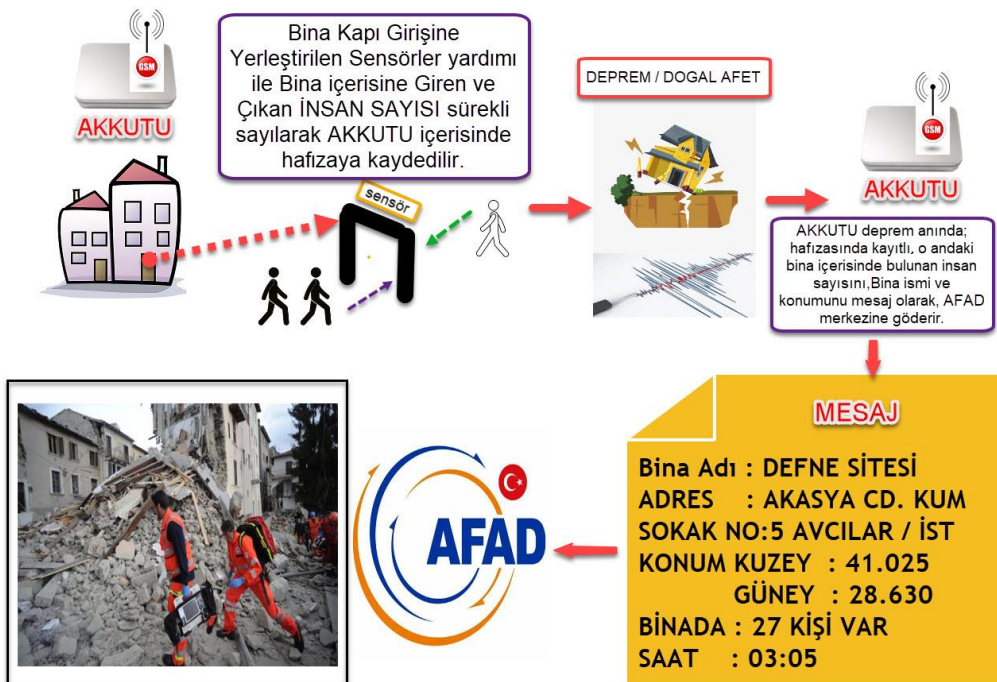 GSM
AKKUTU
Bina Kapı Girişine
Yerleştirilen Sensörler yardımı
ile Bina içerisine Giren ve
Çıkan İNSAN SAYISI sürekli
sayılarak AKKUTU içerisinde
hafızaya kaydedilir.
sensör
DEPREM / DOGAL AFET
GSM
AKKUTU
AKKUTU deprem anında;
hafızasında kayıtlı, o andaki
bina içerisinde bulunan insan
sayısını,Bina ismi ve
konumunu mesaj olarak, AFAD
merkezine göderir.
MESAJ
Bina Adı : DEFNE SİTESİ
ADRES : AKASYA CD. KUM
SOKAK NO:5 AVCILAR / İST
KONUM KUZEY : 41.025
GÜNEY : 28.630
BİNADA : 27 KİŞİ VAR
SAAT : 03:05
AFAD